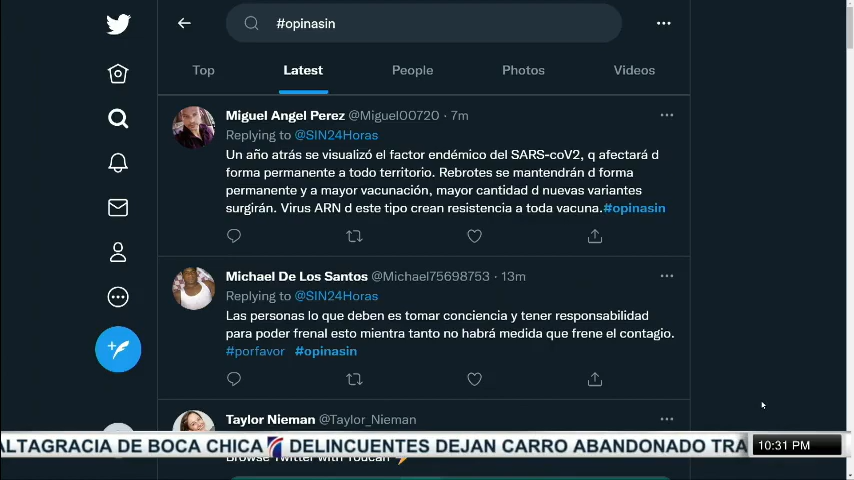 #opinasin
Top Latest People Photos Videos
Miguel Angel Perez @Miguel00720 · 7m
Replying to @SIN24Horas
Un año atrás se visualizó el factor endémico del SARS-coV2, q afectará d
forma permanente a todo territorio. Rebrotes se mantendrán d forma
permanente y a mayor vacunación, mayor cantidad d nuevas variantes
surgirán. Virus ARN d este tipo crean resistencia a toda vacuna.#opinasin
Michael De Los Santos @Michael75698753 · 13m
Replying to @SIN24Horas
Las personas lo que deben es tomar conciencia y tener responsabilidad
para poder frenal esto mientra tanto no habrá medida que frene el contagio.
#porfavor #opinasin
Taylor Nieman @Taylor_Nieman
ALTAGRACIA DE BOCA CHICA DELINCUENTES DEJAN CARRO ABANDONADO TRA
10:31 PM
Browse Twitter with Toucan